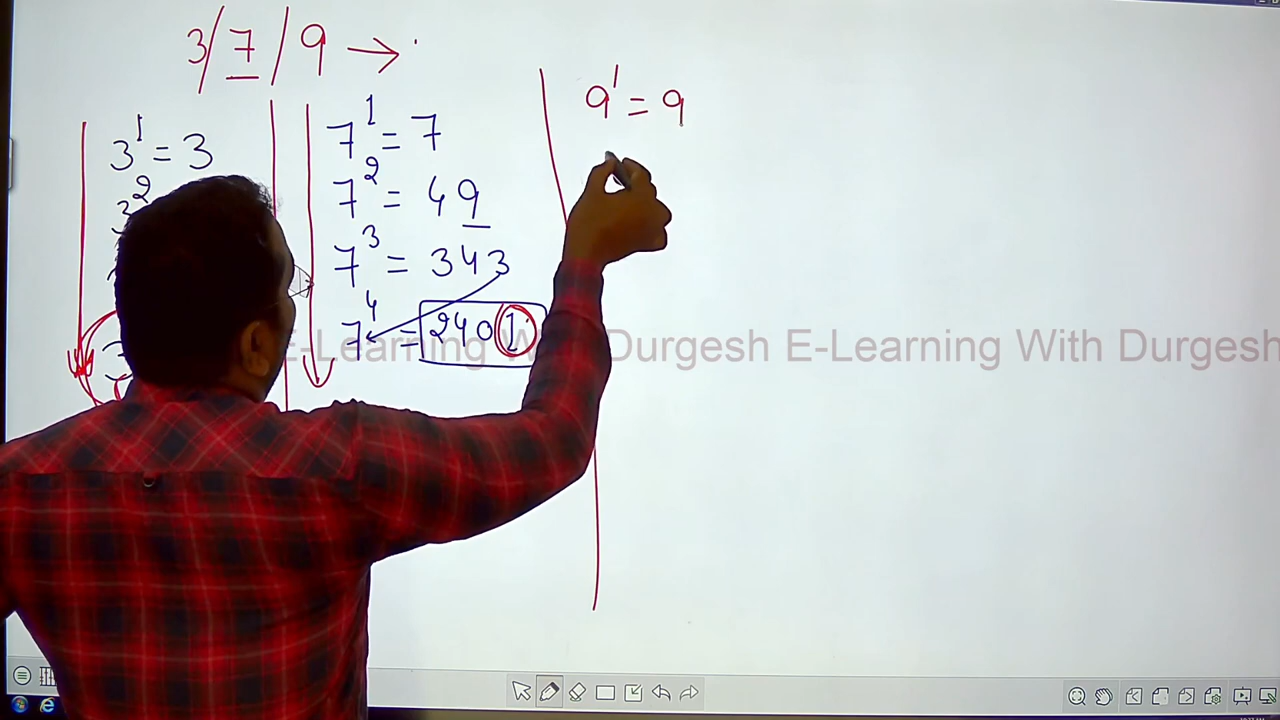 3/7/9 →
3¹ = 3
3²
7¹ = 7
7² = 49
7³ = 343
7⁴ = 2401
9¹ = 9
E-Learning With Durgesh E-Learning With Durgesh